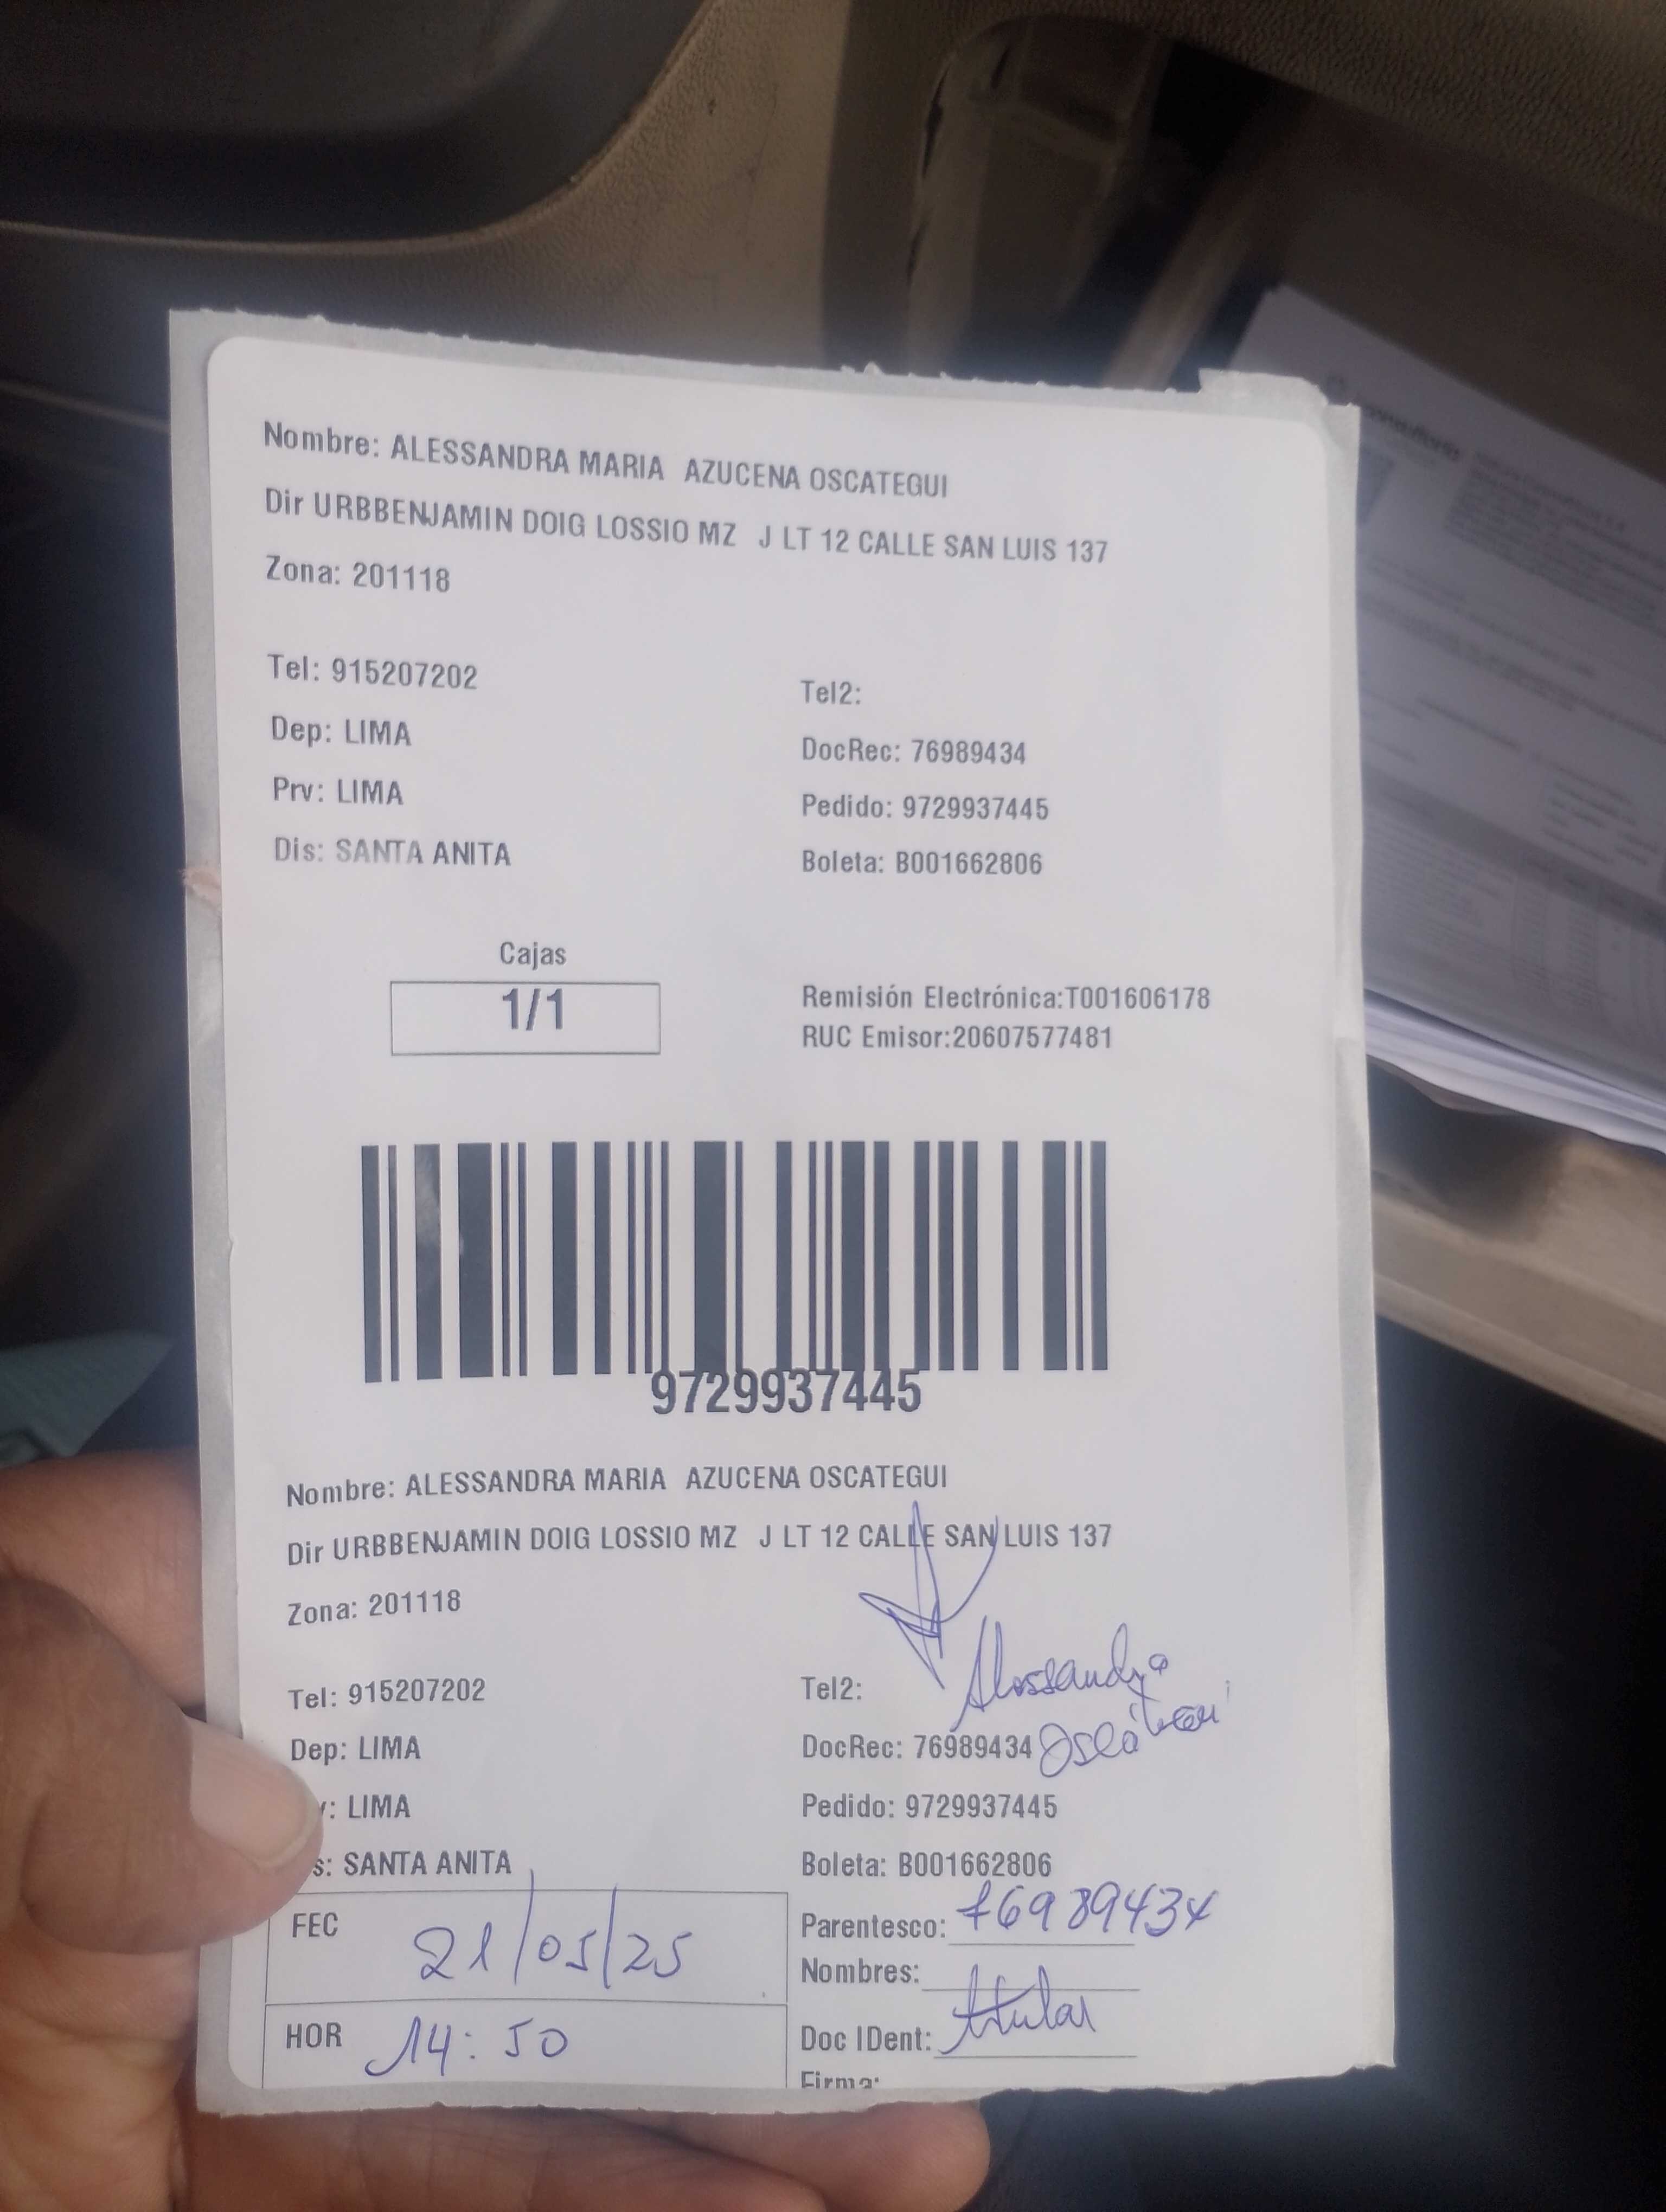 Nombre: ALESSANDRA MARIA AZUCENA OSCATEGUI
Dir URBBENJAMIN DOIG LOSSIO MZ J LT 12 CALLE SAN LUIS 137
Zona: 201118
Tel: 915207202
Tel2:
Dep: LIMA
DocRec: 76989434
Prv: LIMA
Pedido: 9729937445
Dis: SANTA ANITA
Boleta: B001662806
Cajas
1/1
Remisión Electrónica:T001606178
RUC Emisor:20607577481
9729937445
Nombre: ALESSANDRA MARIA AZUCENA OSCATEGUI
Dir URBBENJAMIN DOIG LOSSIO MZ J LT 12 CALLE SAN LUIS 137
Zona: 201118
Tel: 915207202
Tel2:
Alessandra
Dep: LIMA
DocRec: 76989434
v: LIMA
Pedido: 9729937445
s: SANTA ANITA
Boleta: B001662806
FEC 21/05/25
Parentesco: 76989434
Nombres:
HOR 14:50
Doc IDent: titular
Firma: